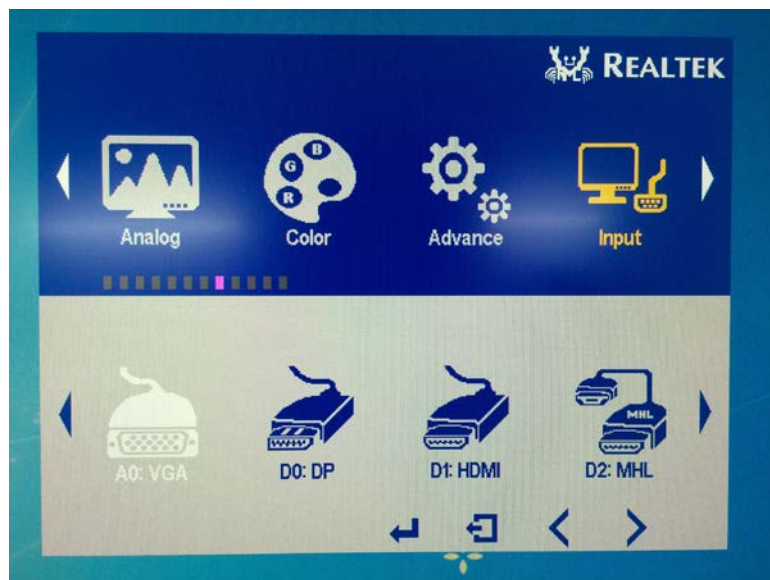 REALTEK
B
G
R
Analog Color Advance Input
MHL
A0: VGA D0: DP D1: HDMI D2: MHL